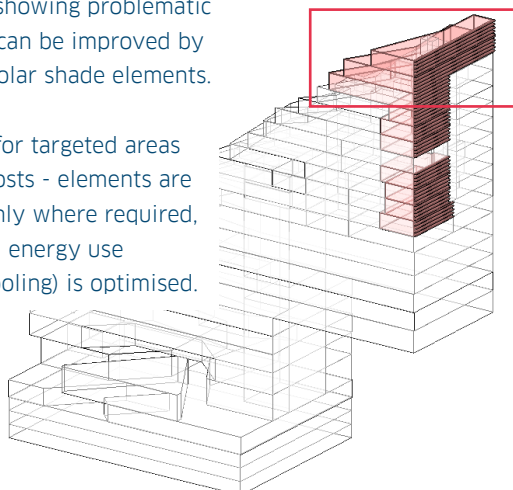 showing problematic
can be improved by
olar shade elements.
for targeted areas
osts - elements are
nly where required,
energy use
ooling) is optimised.